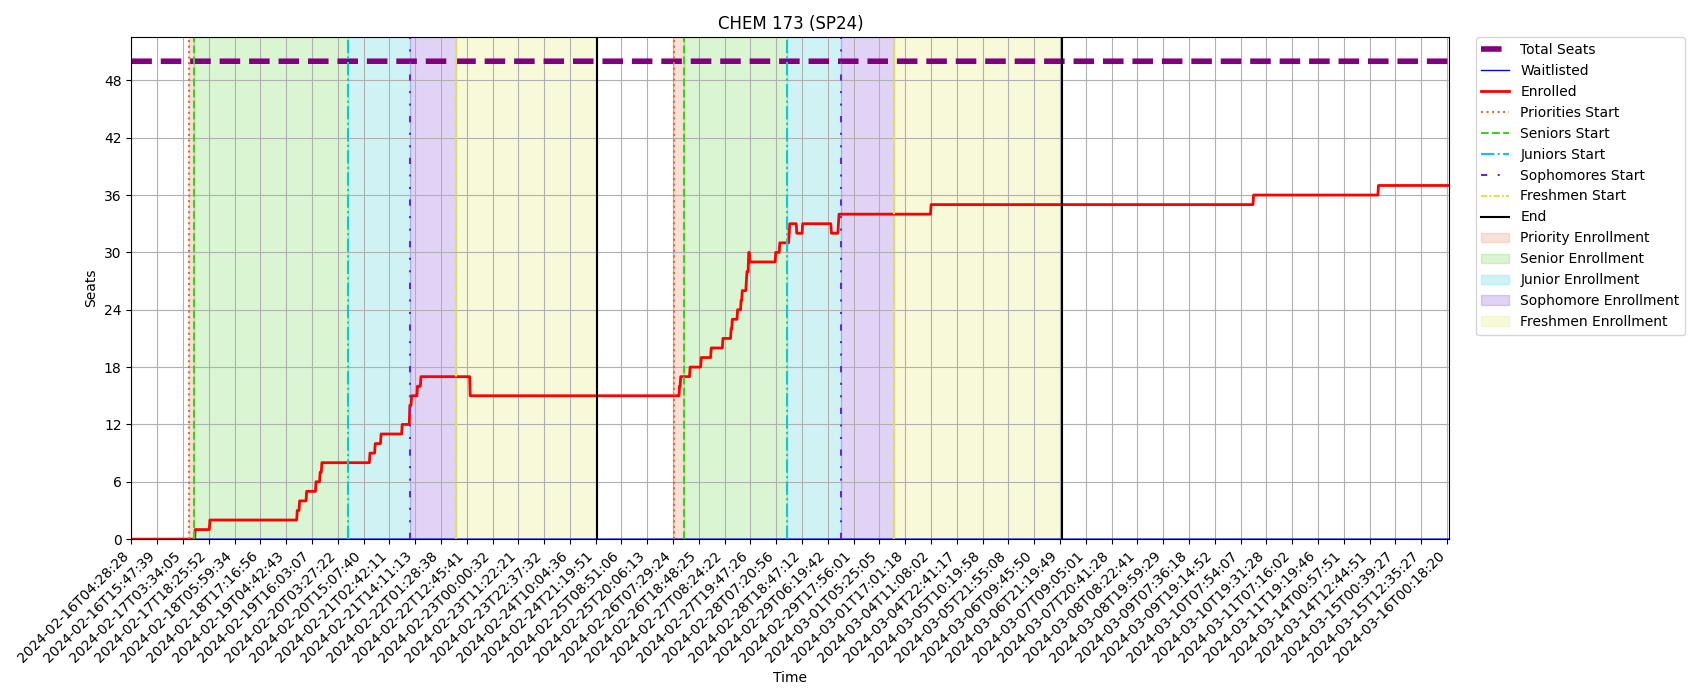 CHEM 173 (SP24)
Seats
48
42
36
30
24
18
12
6
0
2024-02-16T04:28:28
2024-02-16T15:47:39
2024-02-17T03:34:05
2024-02-17T18:25:52
2024-02-18T05:59:34
2024-02-18T17:16:56
2024-02-19T04:42:43
2024-02-19T16:03:07
2024-02-20T03:27:22
2024-02-20T15:07:40
2024-02-21T02:42:11
2024-02-21T14:11:13
2024-02-22T01:28:38
2024-02-22T12:45:41
2024-02-23T00:00:32
2024-02-23T11:22:21
2024-02-23T22:37:32
2024-02-24T10:04:36
2024-02-24T21:19:51
2024-02-25T08:51:06
2024-02-25T20:06:13
2024-02-26T07:29:24
2024-02-26T18:48:25
2024-02-27T08:24:22
2024-02-27T19:47:26
2024-02-28T07:20:56
2024-02-28T18:47:12
2024-02-29T06:19:42
2024-02-29T17:56:01
2024-03-01T05:25:05
2024-03-01T17:01:18
2024-03-04T11:08:02
2024-03-04T22:41:17
2024-03-05T10:19:58
2024-03-05T21:55:08
2024-03-06T09:45:50
2024-03-06T21:19:49
2024-03-07T09:05:01
2024-03-07T20:41:28
2024-03-08T08:22:41
2024-03-08T19:59:29
2024-03-09T07:36:18
2024-03-09T19:14:52
2024-03-10T07:54:07
2024-03-10T19:31:28
2024-03-11T07:16:02
2024-03-11T19:19:46
2024-03-14T00:57:51
2024-03-14T12:44:51
2024-03-15T00:39:27
2024-03-15T12:35:27
2024-03-16T00:18:20
Time
Total Seats
Waitlisted
Enrolled
Priorities Start
Seniors Start
Juniors Start
Sophomores Start
Freshmen Start
End
Priority Enrollment
Senior Enrollment
Junior Enrollment
Sophomore Enrollment
Freshmen Enrollment